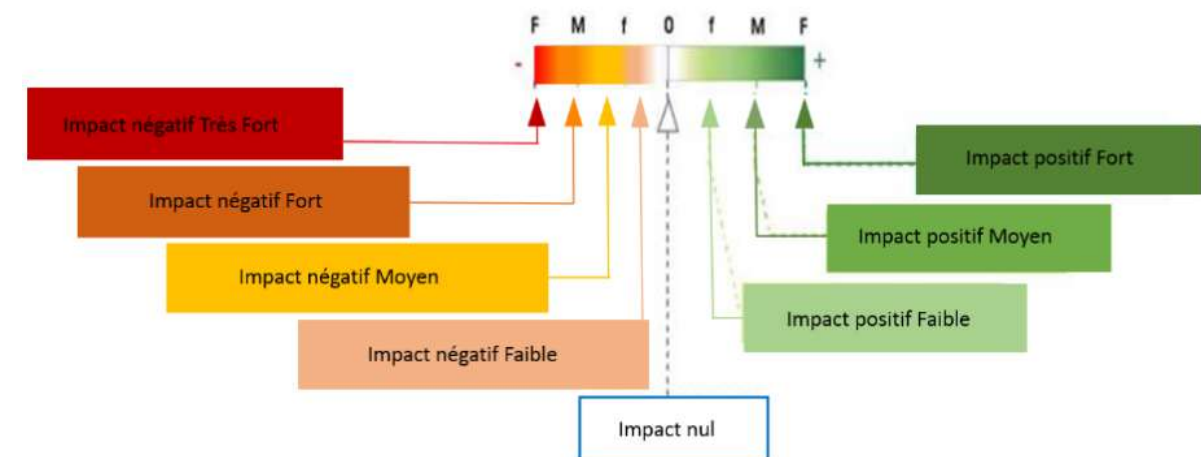 F M f 0 f M F
- +
Impact négatif Trés Fort
Impact positif Fort
Impact négatif Fort
Impact positif Moyen
Impact négatif Moyen
Impact positif Faible
Impact négatif Faible
Impact nul